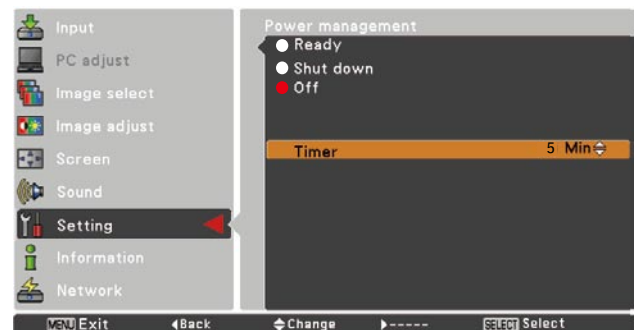 Input
PC adjust
Image select
Image adjust
Screen
Sound
Setting
Information
Network
Power management
Ready
Shut down
Off
Timer 5 Min
MENU Exit Back Change ----- SELECT Select